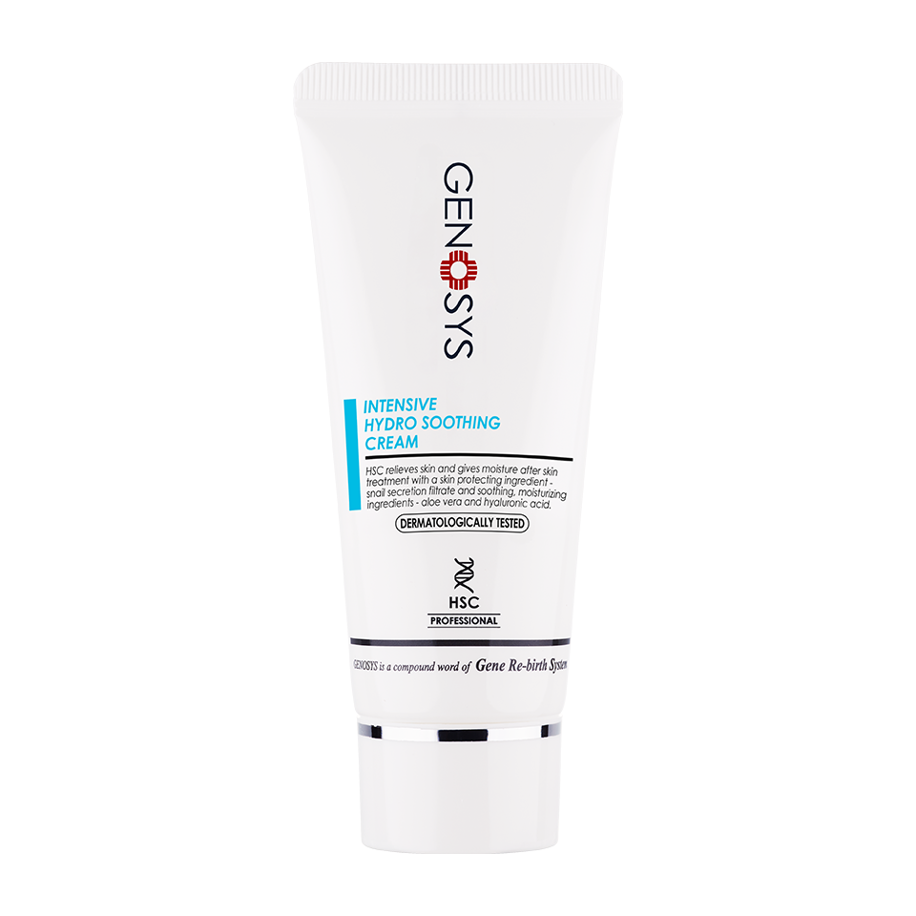 GENOSYS
INTENSIVE
HYDRO SOOTHING
CREAM
HSC relieves skin and gives moisture after skin
treatment with a skin protecting ingredient -
snail secretion filtrate and soothing, moisturizing
ingredients - aloe vera and hyaluronic acid.
DERMATOLOGICALLY TESTED
HSC
PROFESSIONAL
GENOSYS is a compound word of Gene Re-birth System